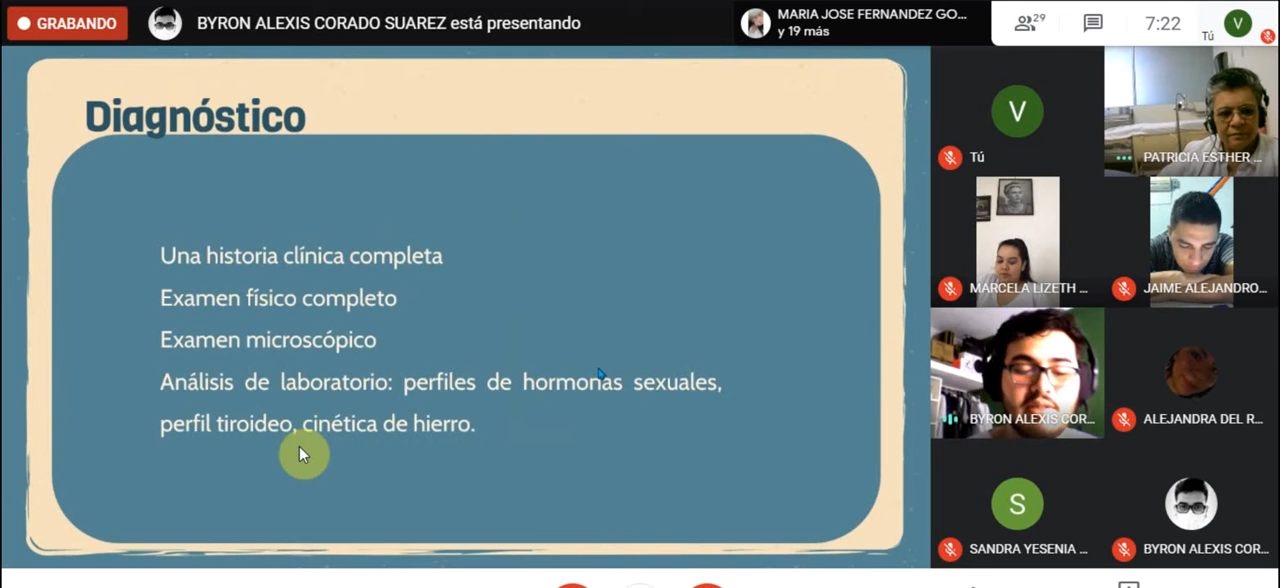 GRABANDO
BYRON ALEXIS CORADO SUAREZ está presentando
MARIA JOSE FERNANDEZ GO...
y 19 más
29
7:22
Tú
V
Diagnóstico
Una historia clínica completa
Examen físico completo
Examen microscópico
Análisis de laboratorio: perfiles de hormonas sexuales,
perfil tiroideo, cinética de hierro.
V
Tú
PATRICIA ESTHER ...
MARCELA LIZETH ...
JAIME ALEJANDRO...
BYRON ALEXIS COR...
ALEJANDRA DEL R...
S
SANDRA YESENIA ...
BYRON ALEXIS COR...